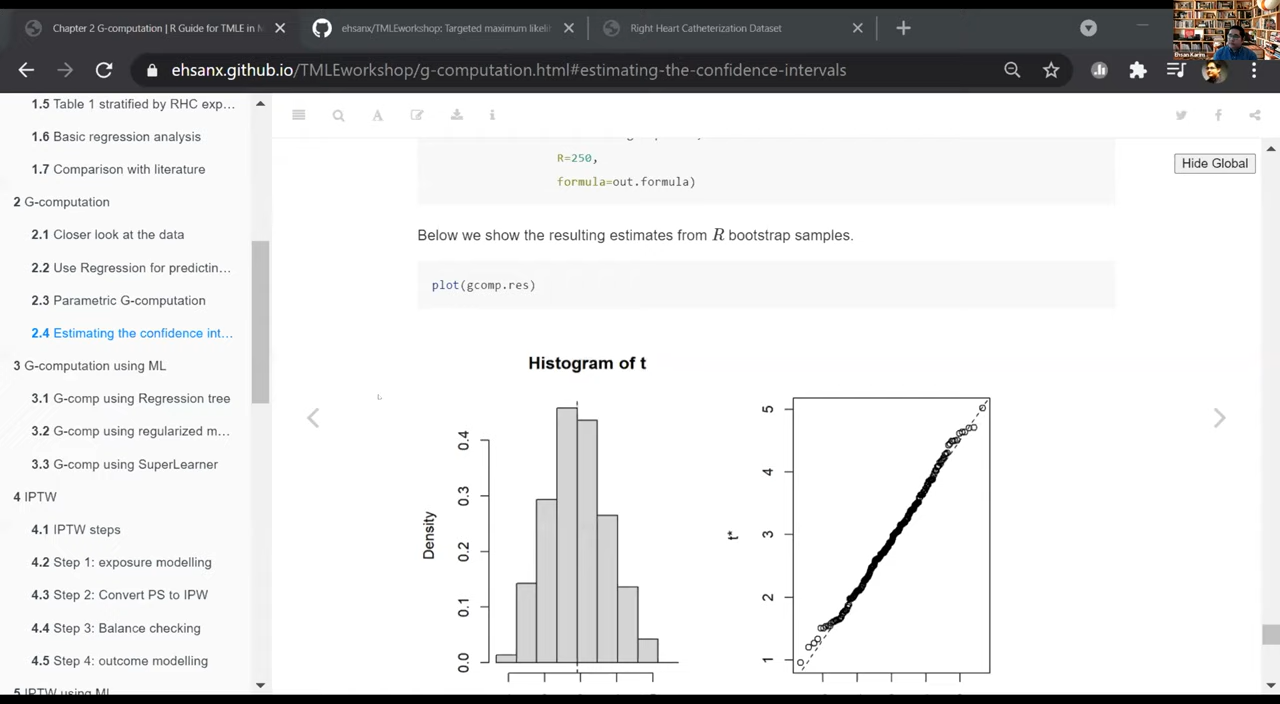 Chapter 2 G-computation | R Guide for TMLE in M
ehsanx/TMLEworkshop: Targeted maximum likeli
Right Heart Catheterization Dataset
Ehsan Karim
ehsanx.github.io/TMLEworkshop/g-computation.html#estimating-the-confidence-intervals
1.5 Table 1 stratified by RHC exp...
1.6 Basic regression analysis
1.7 Comparison with literature
2 G-computation
2.1 Closer look at the data
2.2 Use Regression for predictin...
2.3 Parametric G-computation
2.4 Estimating the confidence int...
3 G-computation using ML
3.1 G-comp using Regression tree
3.2 G-comp using regularized m...
3.3 G-comp using SuperLearner
4 IPTW
4.1 IPTW steps
4.2 Step 1: exposure modelling
4.3 Step 2: Convert PS to IPW
4.4 Step 3: Balance checking
4.5 Step 4: outcome modelling
5 IPTW using ML
Hide Global
R=250,
formula=out.formula)
Below we show the resulting estimates from R bootstrap samples.
plot(gcomp.res)
Histogram of t
Density
0.4
0.3
0.2
0.1
0.0
t*
5
4
3
2
1